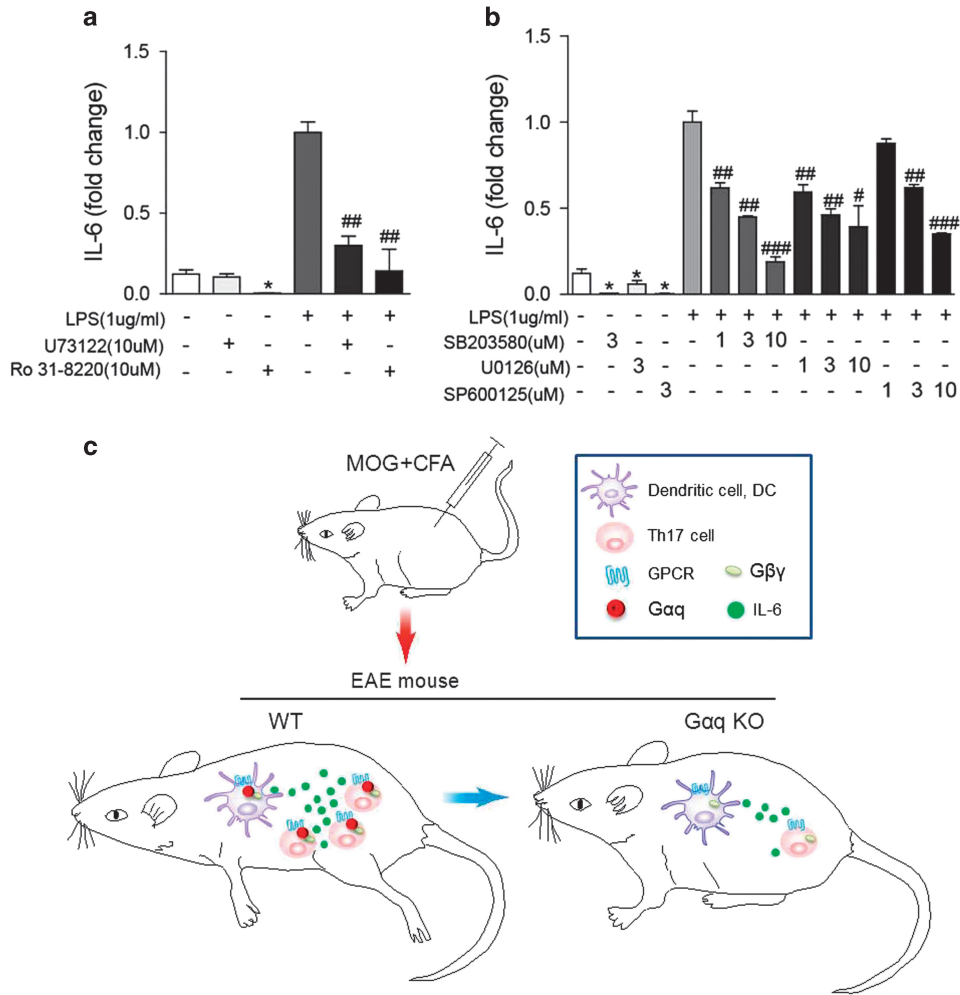 a
IL-6 (fold change)
1.5
1.0
0.5
0.0
*
##
##
LPS(1ug/ml) - - - + + +
U73122(10uM) - + - - + -
Ro 31-8220(10uM) - - + - - +
b
IL-6 (fold change)
1.5
1.0
0.5
0.0
* * *
## ## ###
## ## #
## ###
LPS(1ug/ml) - - - - + + + + + + + + + +
SB203580(uM) - 3 - - - 1 3 10 - - - - - -
U0126(uM) - - 3 - - - - - 1 3 10 - - -
SP600125(uM) - - - 3 - - - - - - - 1 3 10
c
MOG+CFA
Dendritic cell, DC
Th17 cell
GPCR
Gβγ
Gαq
IL-6
EAE mouse
WT
Gαq KO